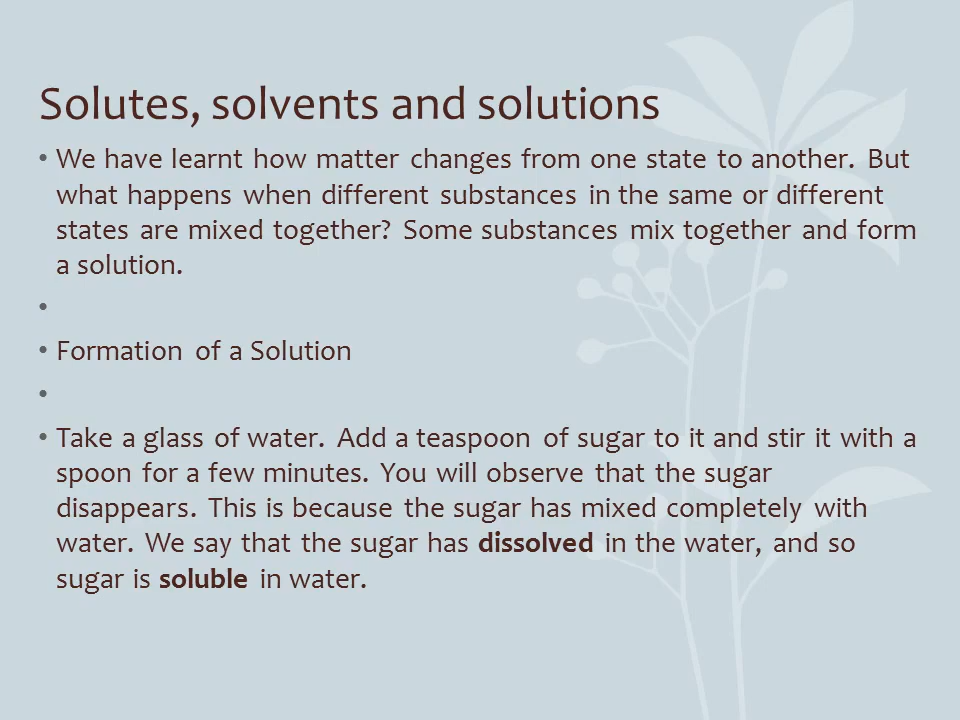 Solutes, solvents and solutions
• We have learnt how matter changes from one state to another. But
what happens when different substances in the same or different
states are mixed together? Some substances mix together and form
a solution.
•
• Formation of a Solution
•
• Take a glass of water. Add a teaspoon of sugar to it and stir it with a
spoon for a few minutes. You will observe that the sugar
disappears. This is because the sugar has mixed completely with
water. We say that the sugar has dissolved in the water, and so
sugar is soluble in water.